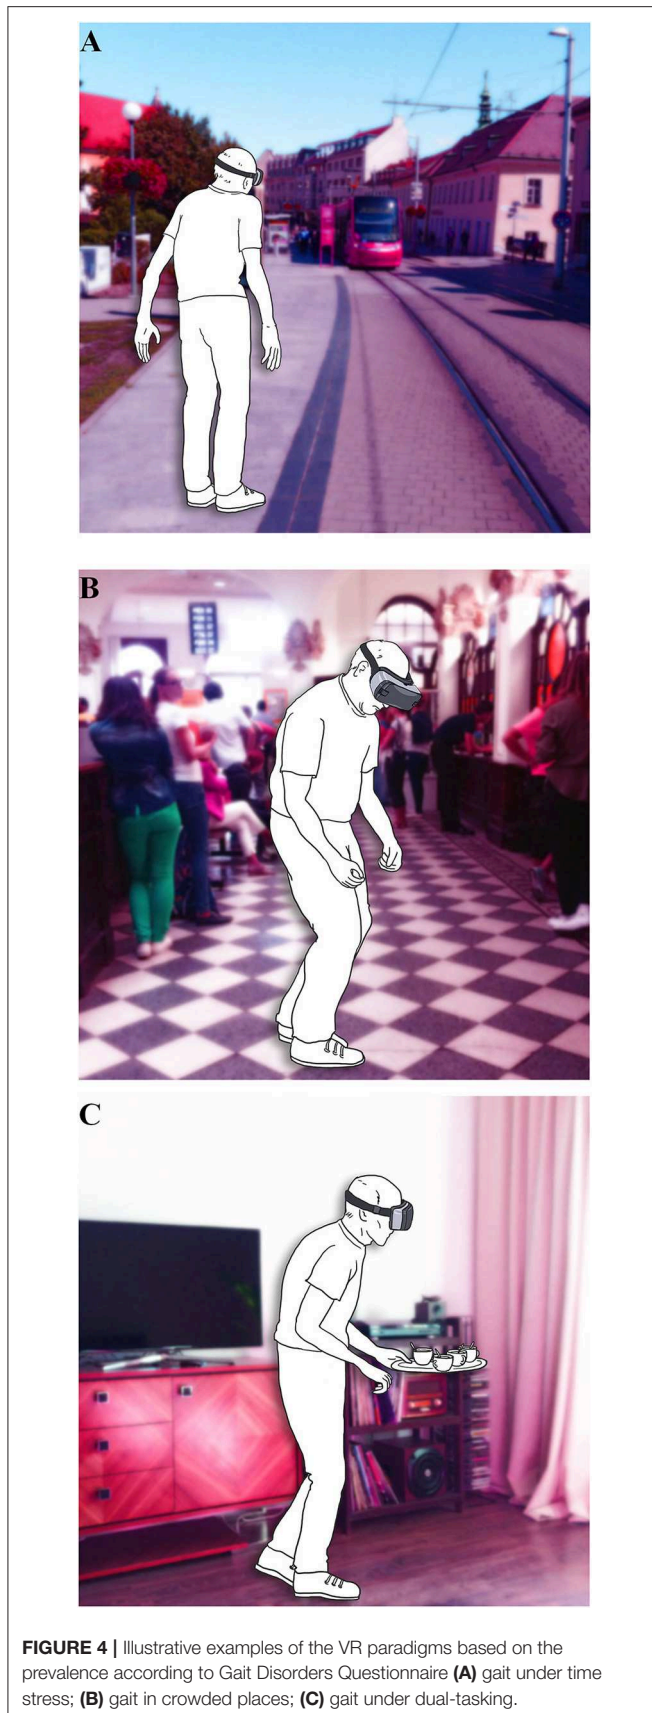 A
B
C
FIGURE 4 | Illustrative examples of the VR paradigms based on the
prevalence according to Gait Disorders Questionnaire (A) gait under time
stress; (B) gait in crowded places; (C) gait under dual-tasking.